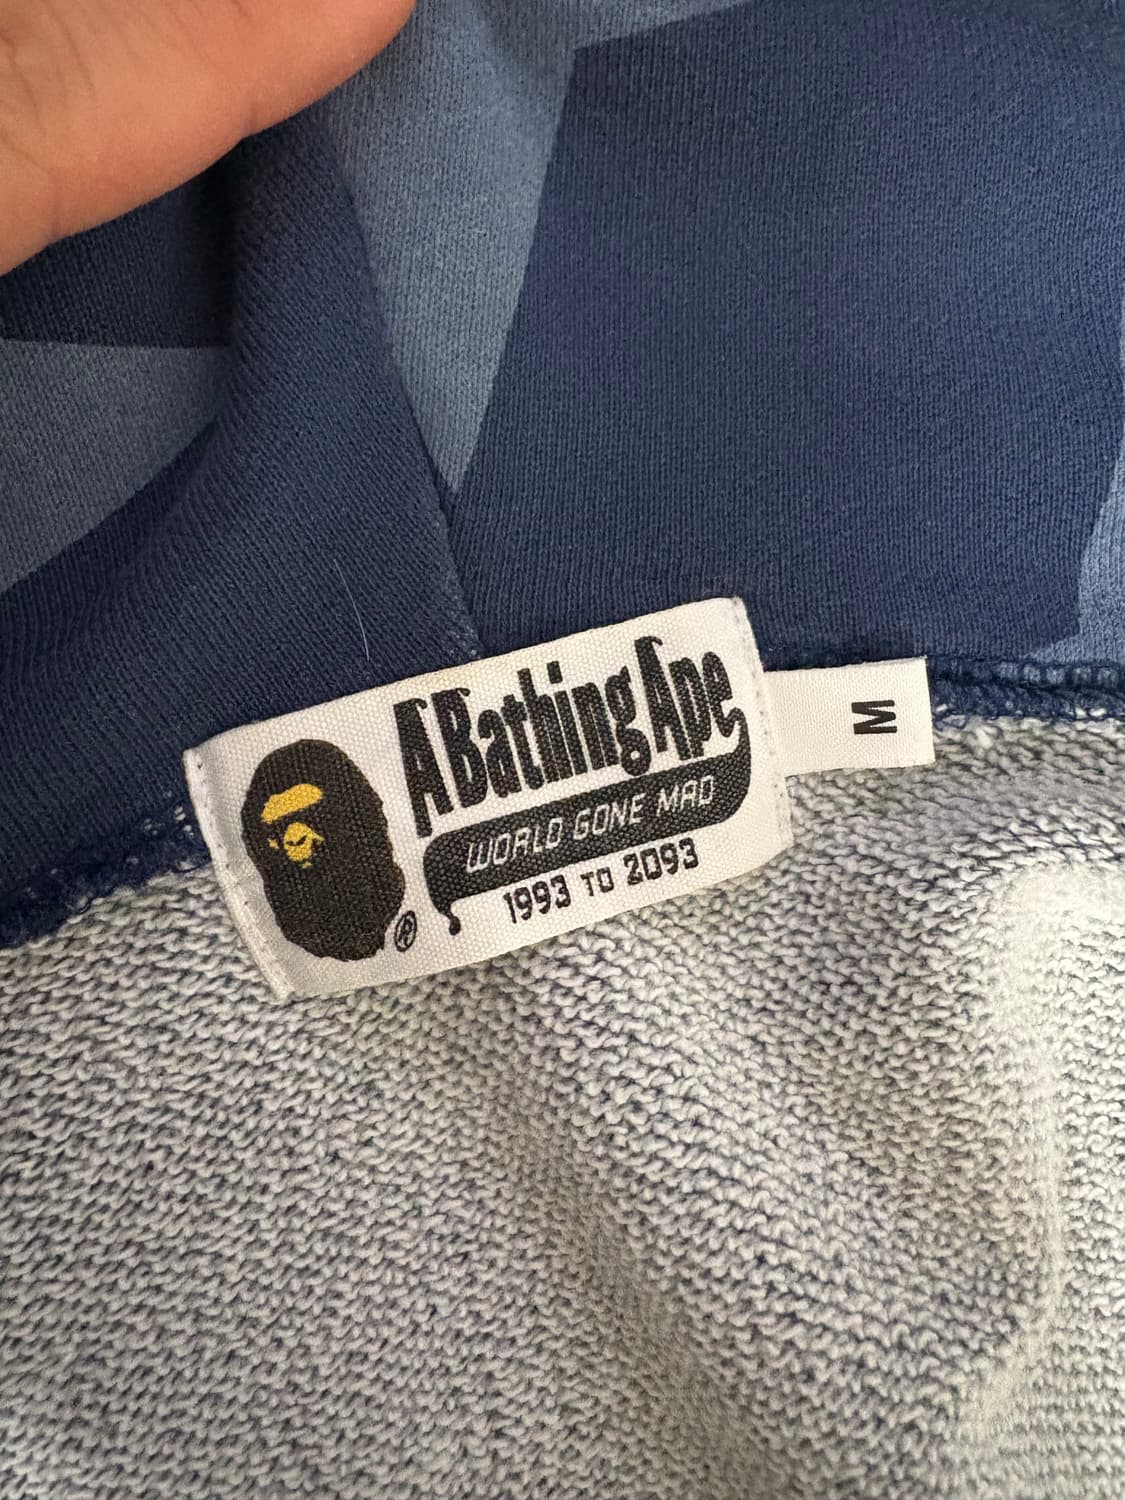 A Bathing Ape
WORLD GONE MAD
1993 TO 2093
®
M